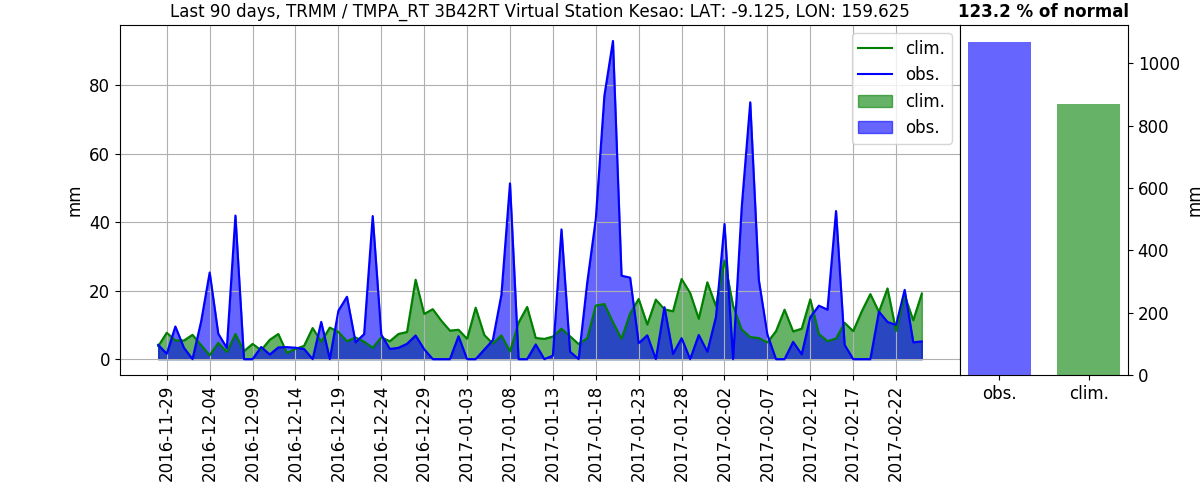 Last 90 days, TRMM / TMPA_RT 3B42RT Virtual Station Kesao: LAT: -9.125, LON: 159.625
123.2 % of normal
clim.
obs.
clim.
obs.
mm
80
60
40
20
0
2016-11-29
2016-12-04
2016-12-09
2016-12-14
2016-12-19
2016-12-24
2016-12-29
2017-01-03
2017-01-08
2017-01-13
2017-01-18
2017-01-23
2017-01-28
2017-02-02
2017-02-07
2017-02-12
2017-02-17
2017-02-22
1000
800
600
400
200
0
mm
obs.
clim.